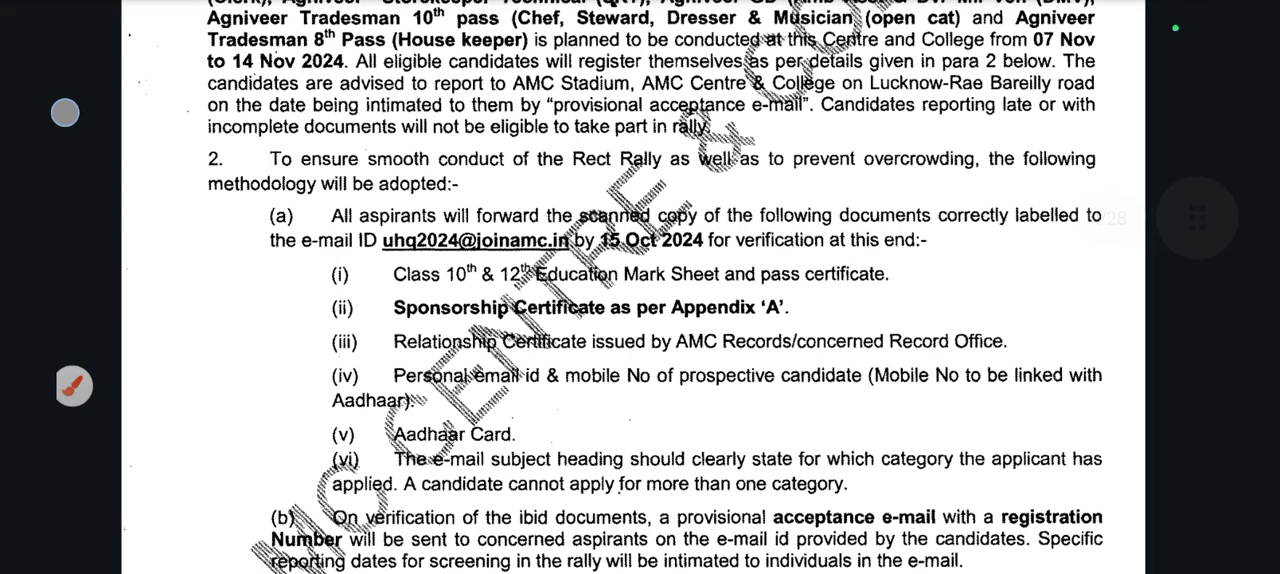 (Clerk), Agniveer Storekeeper Technical (SKT), Agniveer GD
Agniveer Tradesman 10th pass (Chef, Steward, Dresser & Musician (open cat) and Agniveer
Tradesman 8th Pass (House keeper) is planned to be conducted at this Centre and College from 07 Nov
to 14 Nov 2024. All eligible candidates will register themselves as per details given in para 2 below. The
candidates are advised to report to AMC Stadium, AMC Centre & College on Lucknow-Rae Bareilly road
on the date being intimated to them by “provisional acceptance e-mail”. Candidates reporting late or with
incomplete documents will not be eligible to take part in rally.
2. To ensure smooth conduct of the Rect Rally as well as to prevent overcrowding, the following
methodology will be adopted:-
(a) All aspirants will forward the scanned copy of the following documents correctly labelled to
the e-mail ID uhq2024@joinamc.in by 15 Oct 2024 for verification at this end:-
(i) Class 10th & 12th Education Mark Sheet and pass certificate.
(ii) Sponsorship Certificate as per Appendix ‘A’.
(iii) Relationship Certificate issued by AMC Records/concerned Record Office.
(iv) Personal email id & mobile No of prospective candidate (Mobile No to be linked with
Aadhaar).
(v) Aadhaar Card.
(vi) The e-mail subject heading should clearly state for which category the applicant has
applied. A candidate cannot apply for more than one category.
(b) On verification of the ibid documents, a provisional acceptance e-mail with a registration
Number will be sent to concerned aspirants on the e-mail id provided by the candidates. Specific
reporting dates for screening in the rally will be intimated to individuals in the e-mail.
MC CENTRE & CO